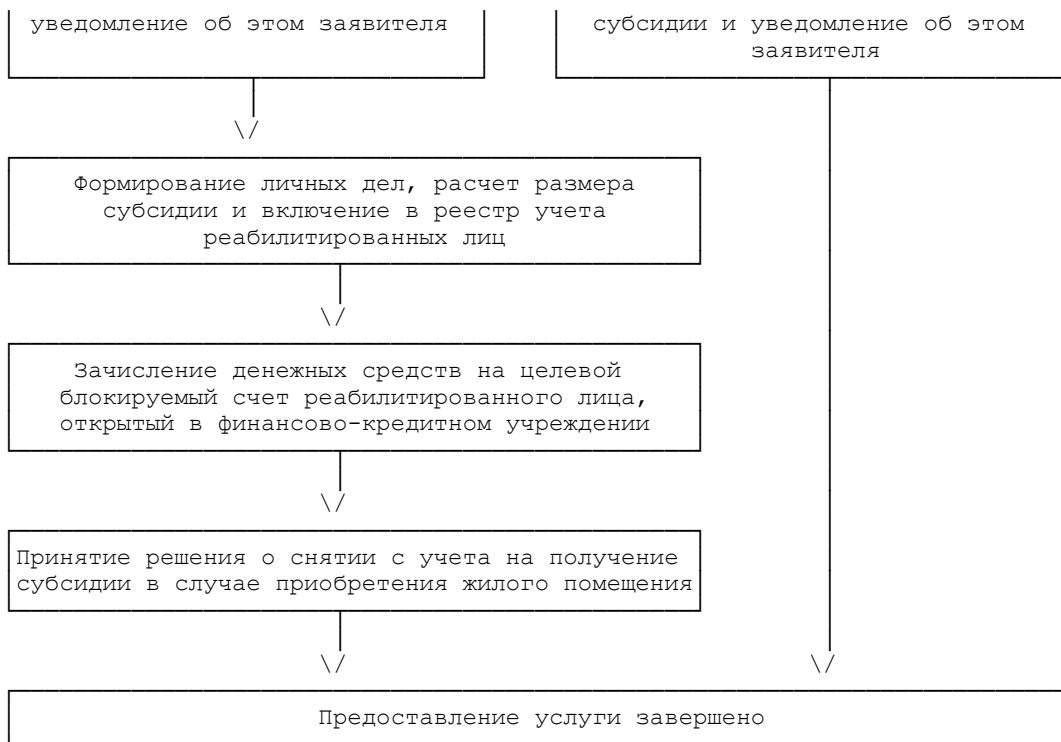 уведомление об этом заявителя
субсидии и уведомление об этом
заявителя
Формирование личных дел, расчет размера
субсидии и включение в реестр учета
реабилитированных лиц
Зачисление денежных средств на целевой
блокируемый счет реабилитированного лица,
открытый в финансово-кредитном учреждении
Принятие решения о снятии с учета на получение
субсидии в случае приобретения жилого помещения
Предоставление услуги завершено